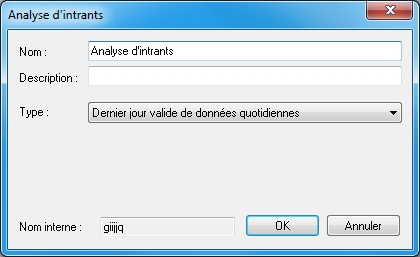 Analyse d'intrants
Nom :
Analyse d'intrants
Description :
Type :
Dernier jour valide de données quotidiennes
Nom interne :
giijjq
OK
Annuler